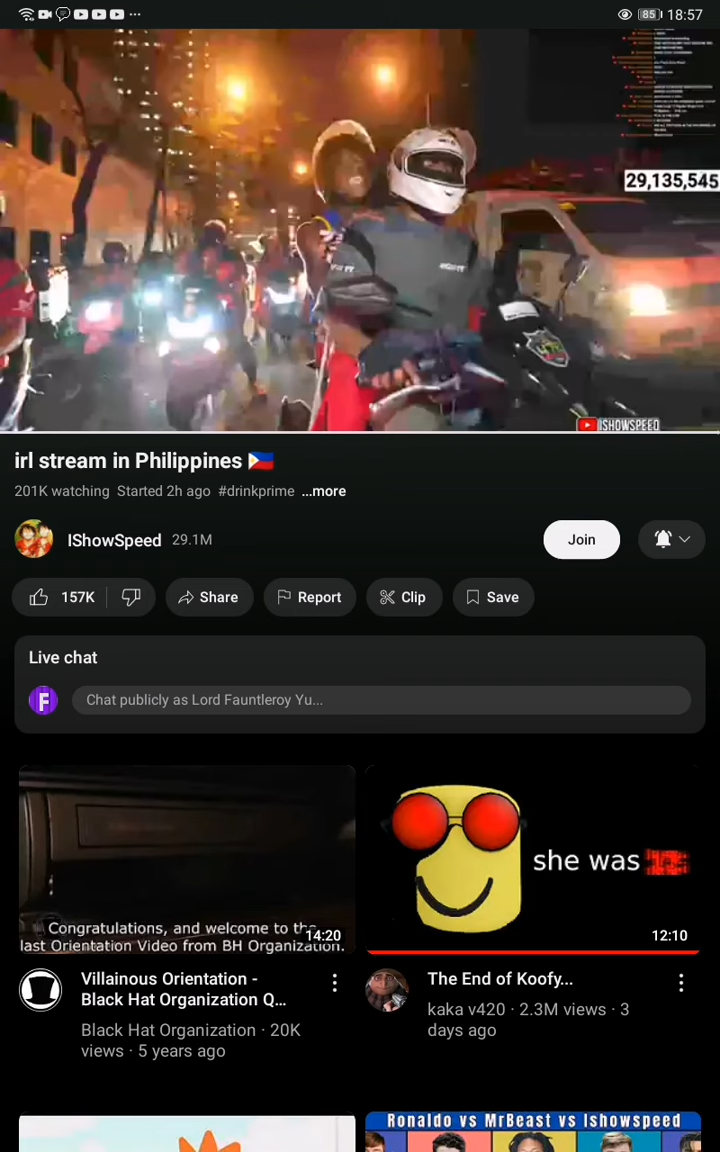 85 18:57
29,135,545
ISHOWSPEED
irl stream in Philippines 🇵🇭
201K watching Started 2h ago #drinkprime ...more
IShowSpeed 29.1M
Join
157K
Share
Report
Clip
Save
Live chat
F
Chat publicly as Lord Fauntleroy Yu...
Congratulations, and welcome to the
last Orientation Video from BH Organization.
14:20
she was
12:10
Villainous Orientation -
Black Hat Organization Q...
Black Hat Organization · 20K
views · 5 years ago
The End of Koofy...
kaka v420 · 2.3M views · 3
days ago
Ronaldo vs MrBeast vs Ishowspeed